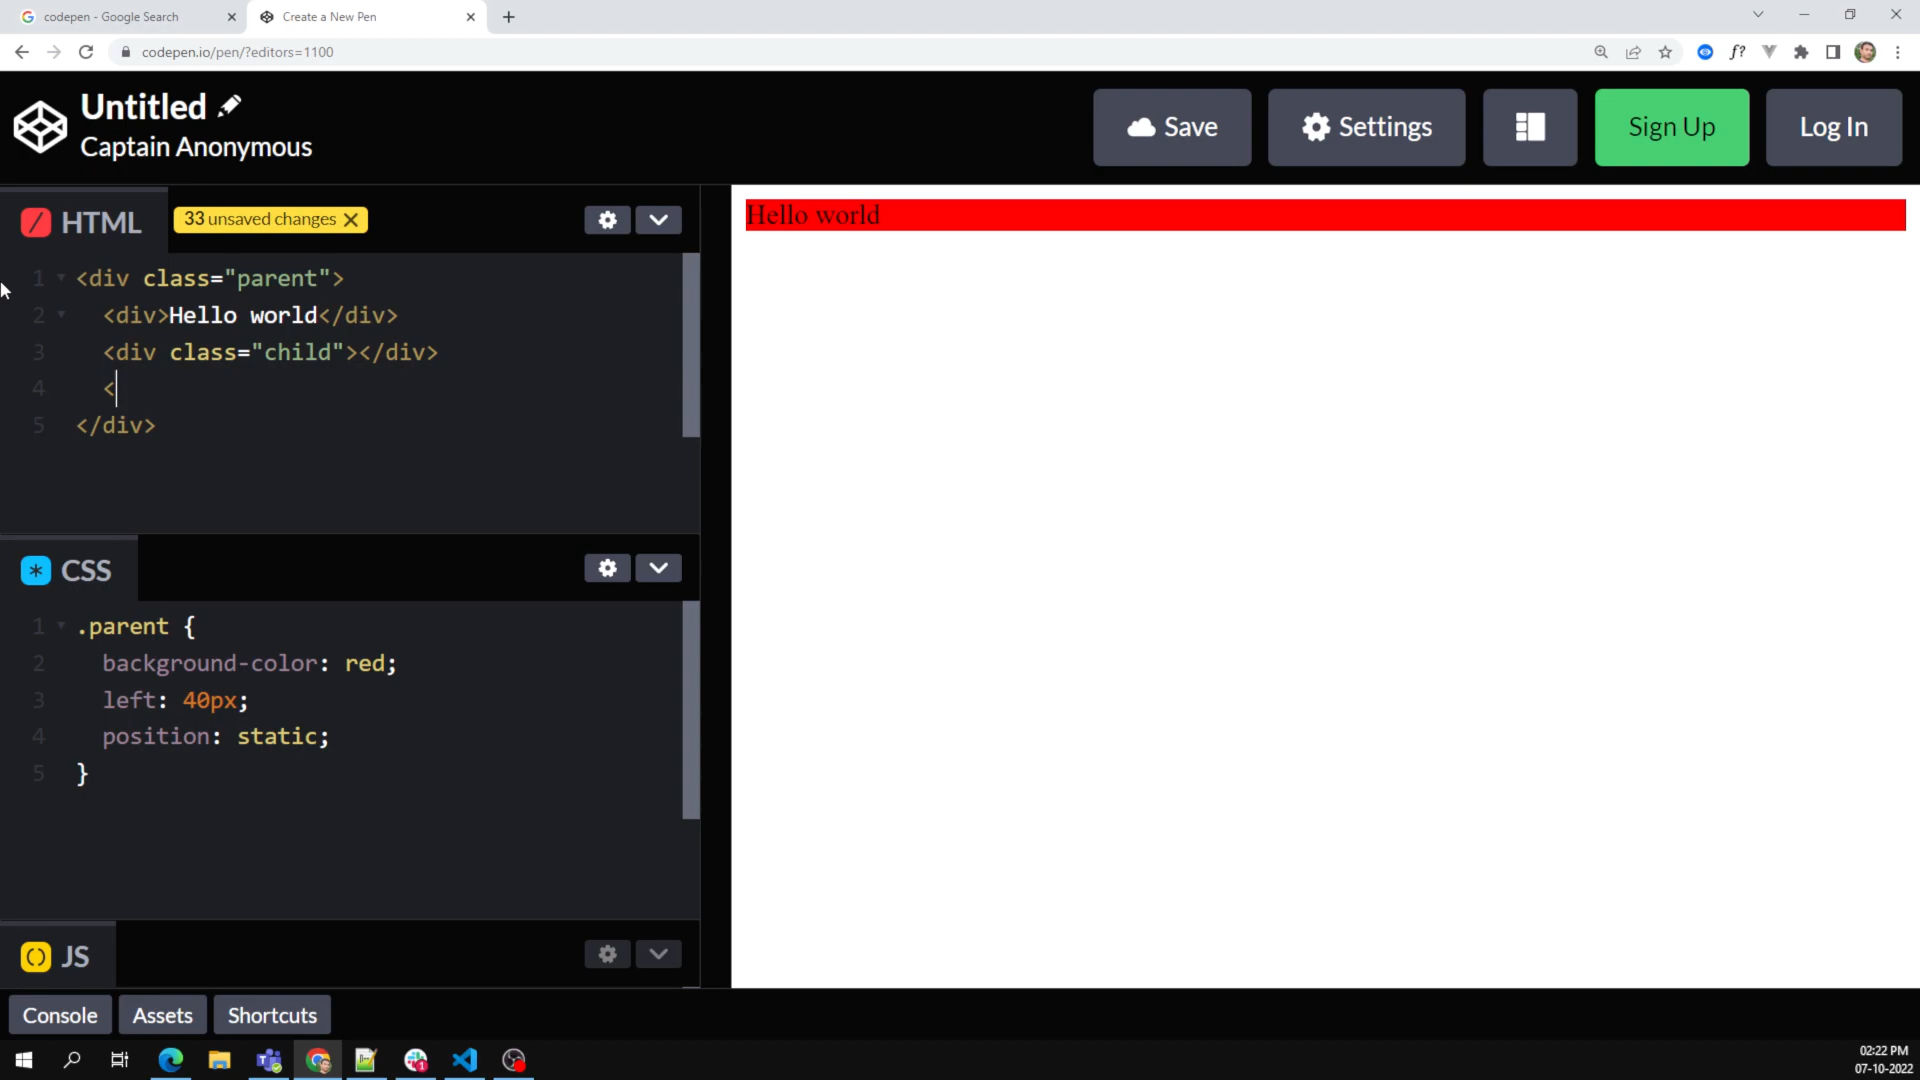 codepen - Google Search
Create a New Pen
codepen.io/pen/?editors=1100
f?
Untitled
Captain Anonymous
Save
Settings
Sign Up
Log In
HTML
33 unsaved changes
1 <div class="parent">
2 <div>Hello world</div>
3 <div class="child"></div>
4 <
5 </div>
CSS
1 .parent {
2 background-color: red;
3 left: 40px;
4 position: static;
5 }
JS
Hello world
Console
Assets
Shortcuts
02:22 PM
07-10-2022